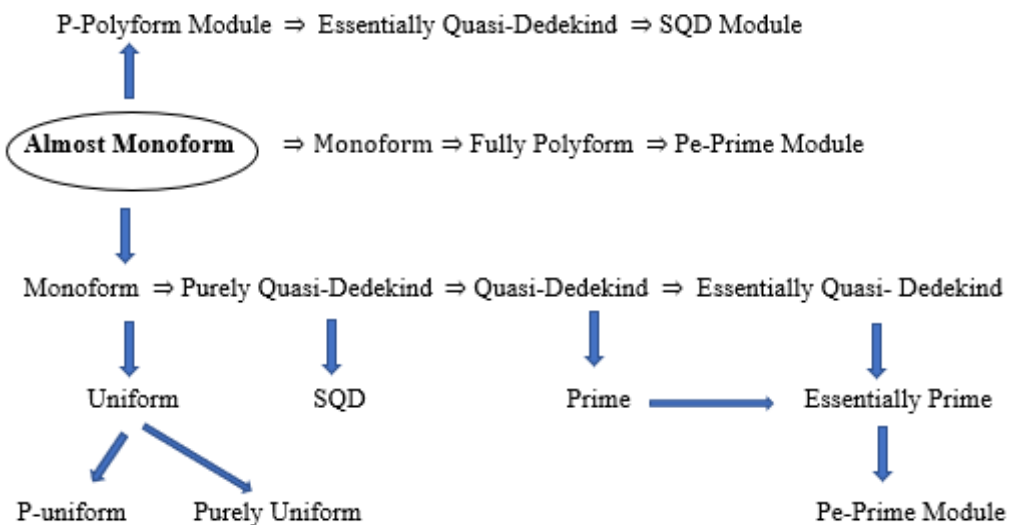 P-Polyform Module ⇒ Essentially Quasi-Dedekind ⇒ SQD Module
Almost Monoform ⇒ Monoform ⇒ Fully Polyform ⇒ Pe-Prime Module
Monoform ⇒ Purely Quasi-Dedekind ⇒ Quasi-Dedekind ⇒ Essentially Quasi- Dedekind
Uniform SQD Prime Essentially Prime
P-uniform Purely Uniform Pe-Prime Module